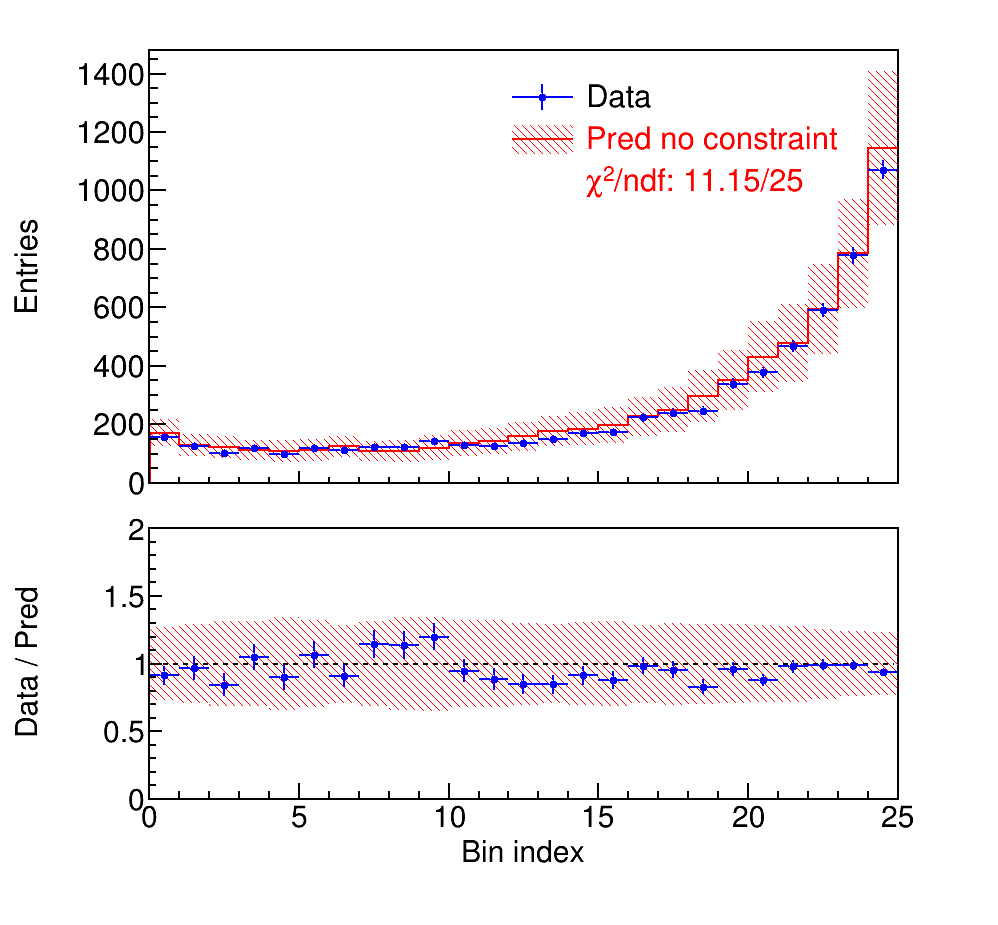 1400
1200
1000
800
600
400
200
0
Entries
Data
Pred no constraint
χ²/ndf: 11.15/25
2
1.5
1
0.5
0
Data / Pred
0 5 10 15 20 25
Bin index